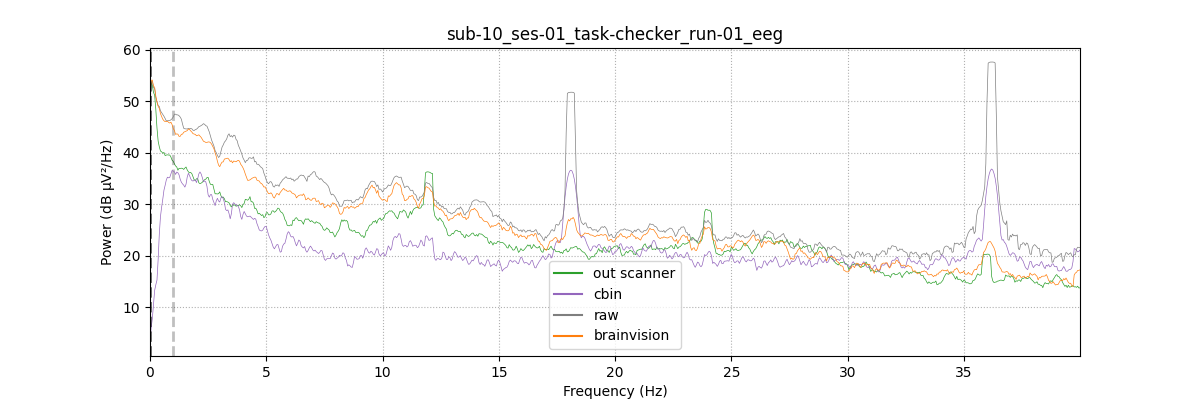 sub-10_ses-01_task-checker_run-01_eeg
60
50
40
30
20
10
Power (dB µV²/Hz)
0 5 10 15 20 25 30 35
Frequency (Hz)
out scanner
cbin
raw
brainvision